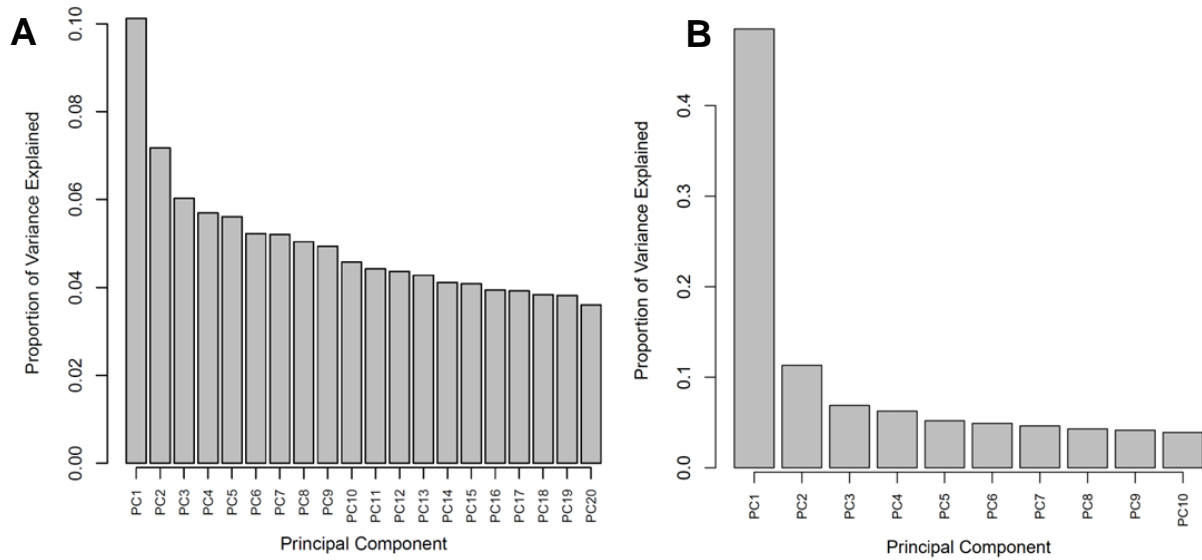 A
Proportion of Variance Explained
0.10
0.08
0.06
0.04
0.02
0.00
PC1
PC2
PC3
PC4
PC5
PC6
PC7
PC8
PC9
PC10
PC11
PC12
PC13
PC14
PC15
PC16
PC17
PC18
PC19
PC20
Principal Component
B
Proportion of Variance Explained
0.4
0.3
0.2
0.1
0.0
PC1
PC2
PC3
PC4
PC5
PC6
PC7
PC8
PC9
PC10
Principal Component